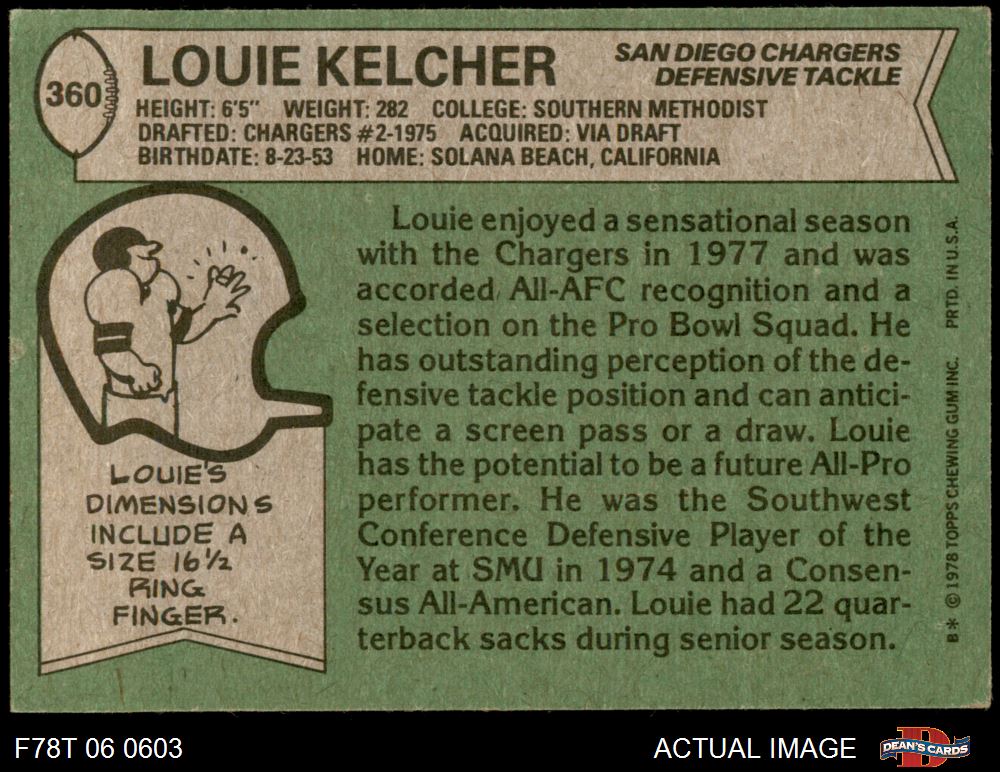 360
LOUIE KELCHER
SAN DIEGO CHARGERS
DEFENSIVE TACKLE
HEIGHT: 6'5" WEIGHT: 282 COLLEGE: SOUTHERN METHODIST
DRAFTED: CHARGERS #2-1975 ACQUIRED: VIA DRAFT
BIRTHDATE: 8-23-53 HOME: SOLANA BEACH, CALIFORNIA
LOUIE'S
DIMENSIONS
INCLUDE A
SIZE 16 1/2
RING
FINGER.
Louie enjoyed a sensational season
with the Chargers in 1977 and was
accorded All-AFC recognition and a
selection on the Pro Bowl Squad. He
has outstanding perception of the de-
fensive tackle position and can antici-
pate a screen pass or a draw. Louie
has the potential to be a future All-Pro
performer. He was the Southwest
Conference Defensive Player of the
Year at SMU in 1974 and a Consen-
sus All-American. Louie had 22 quar-
terback sacks during senior season.
B* © 1978 TOPPS CHEWING GUM INC. PRTD. IN U.S.A.
F78T 06 0603
ACTUAL IMAGE
D
DEAN'S CARDS